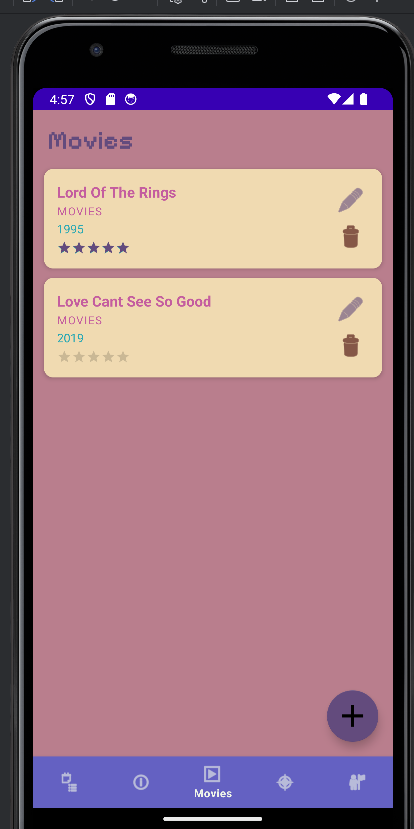 4:57
Movies
Lord Of The Rings
MOVIES
1995
Love Cant See So Good
MOVIES
2019
Movies